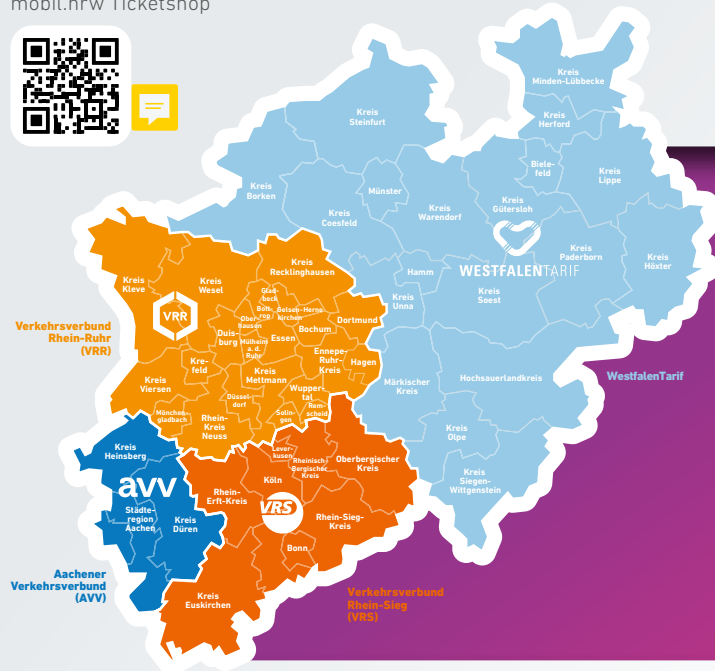 mobil.nrw Ticketshop
Kreis
Minden-Lübbecke
Kreis
Steinfurt
Kreis
Herford
Biele-
feld
Kreis
Lippe
Kreis
Borken
Münster
Kreis
Coesfeld
Kreis
Warendorf
Kreis
Gütersloh
Kreis
Paderborn
Kreis
Höxter
WESTFALENTARIF
Hamm
Kreis
Unna
Kreis
Soest
Kreis
Recklinghausen
Kreis
Kleve
Kreis
Wesel
VRR
Glad-
beck
Bott-
rop
Gelsen-
kirchen
Herne
Ober-
hausen
Dortmund
Duis-
burg
Mülheim
a. d.
Ruhr
Essen
Bochum
Verkehrsverbund
Rhein-Ruhr
(VRR)
Ennepe-
Ruhr-
Kreis
Hagen
Kre-
feld
Kreis
Viersen
Kreis
Mettmann
Wupper-
tal
Märkischer
Kreis
Hochsauerlandkreis
WestfalenTarif
Düssel-
dorf
Mönchen-
gladbach
Rhein-
Kreis
Neuss
Solin-
gen
Rem-
scheid
Kreis
Olpe
Kreis
Siegen-
Wittgenstein
Kreis
Heinsberg
avv
Städte-
region
Aachen
Kreis
Düren
Lever-
kusen
Rheinisch-
Bergischer
Kreis
Oberbergischer
Kreis
Köln
Rhein-
Erft-Kreis
VRS
Rhein-Sieg-
Kreis
Bonn
Kreis
Euskirchen
Aachener
Verkehrsverbund
(AVV)
Verkehrsverbund
Rhein-Sieg
(VRS)